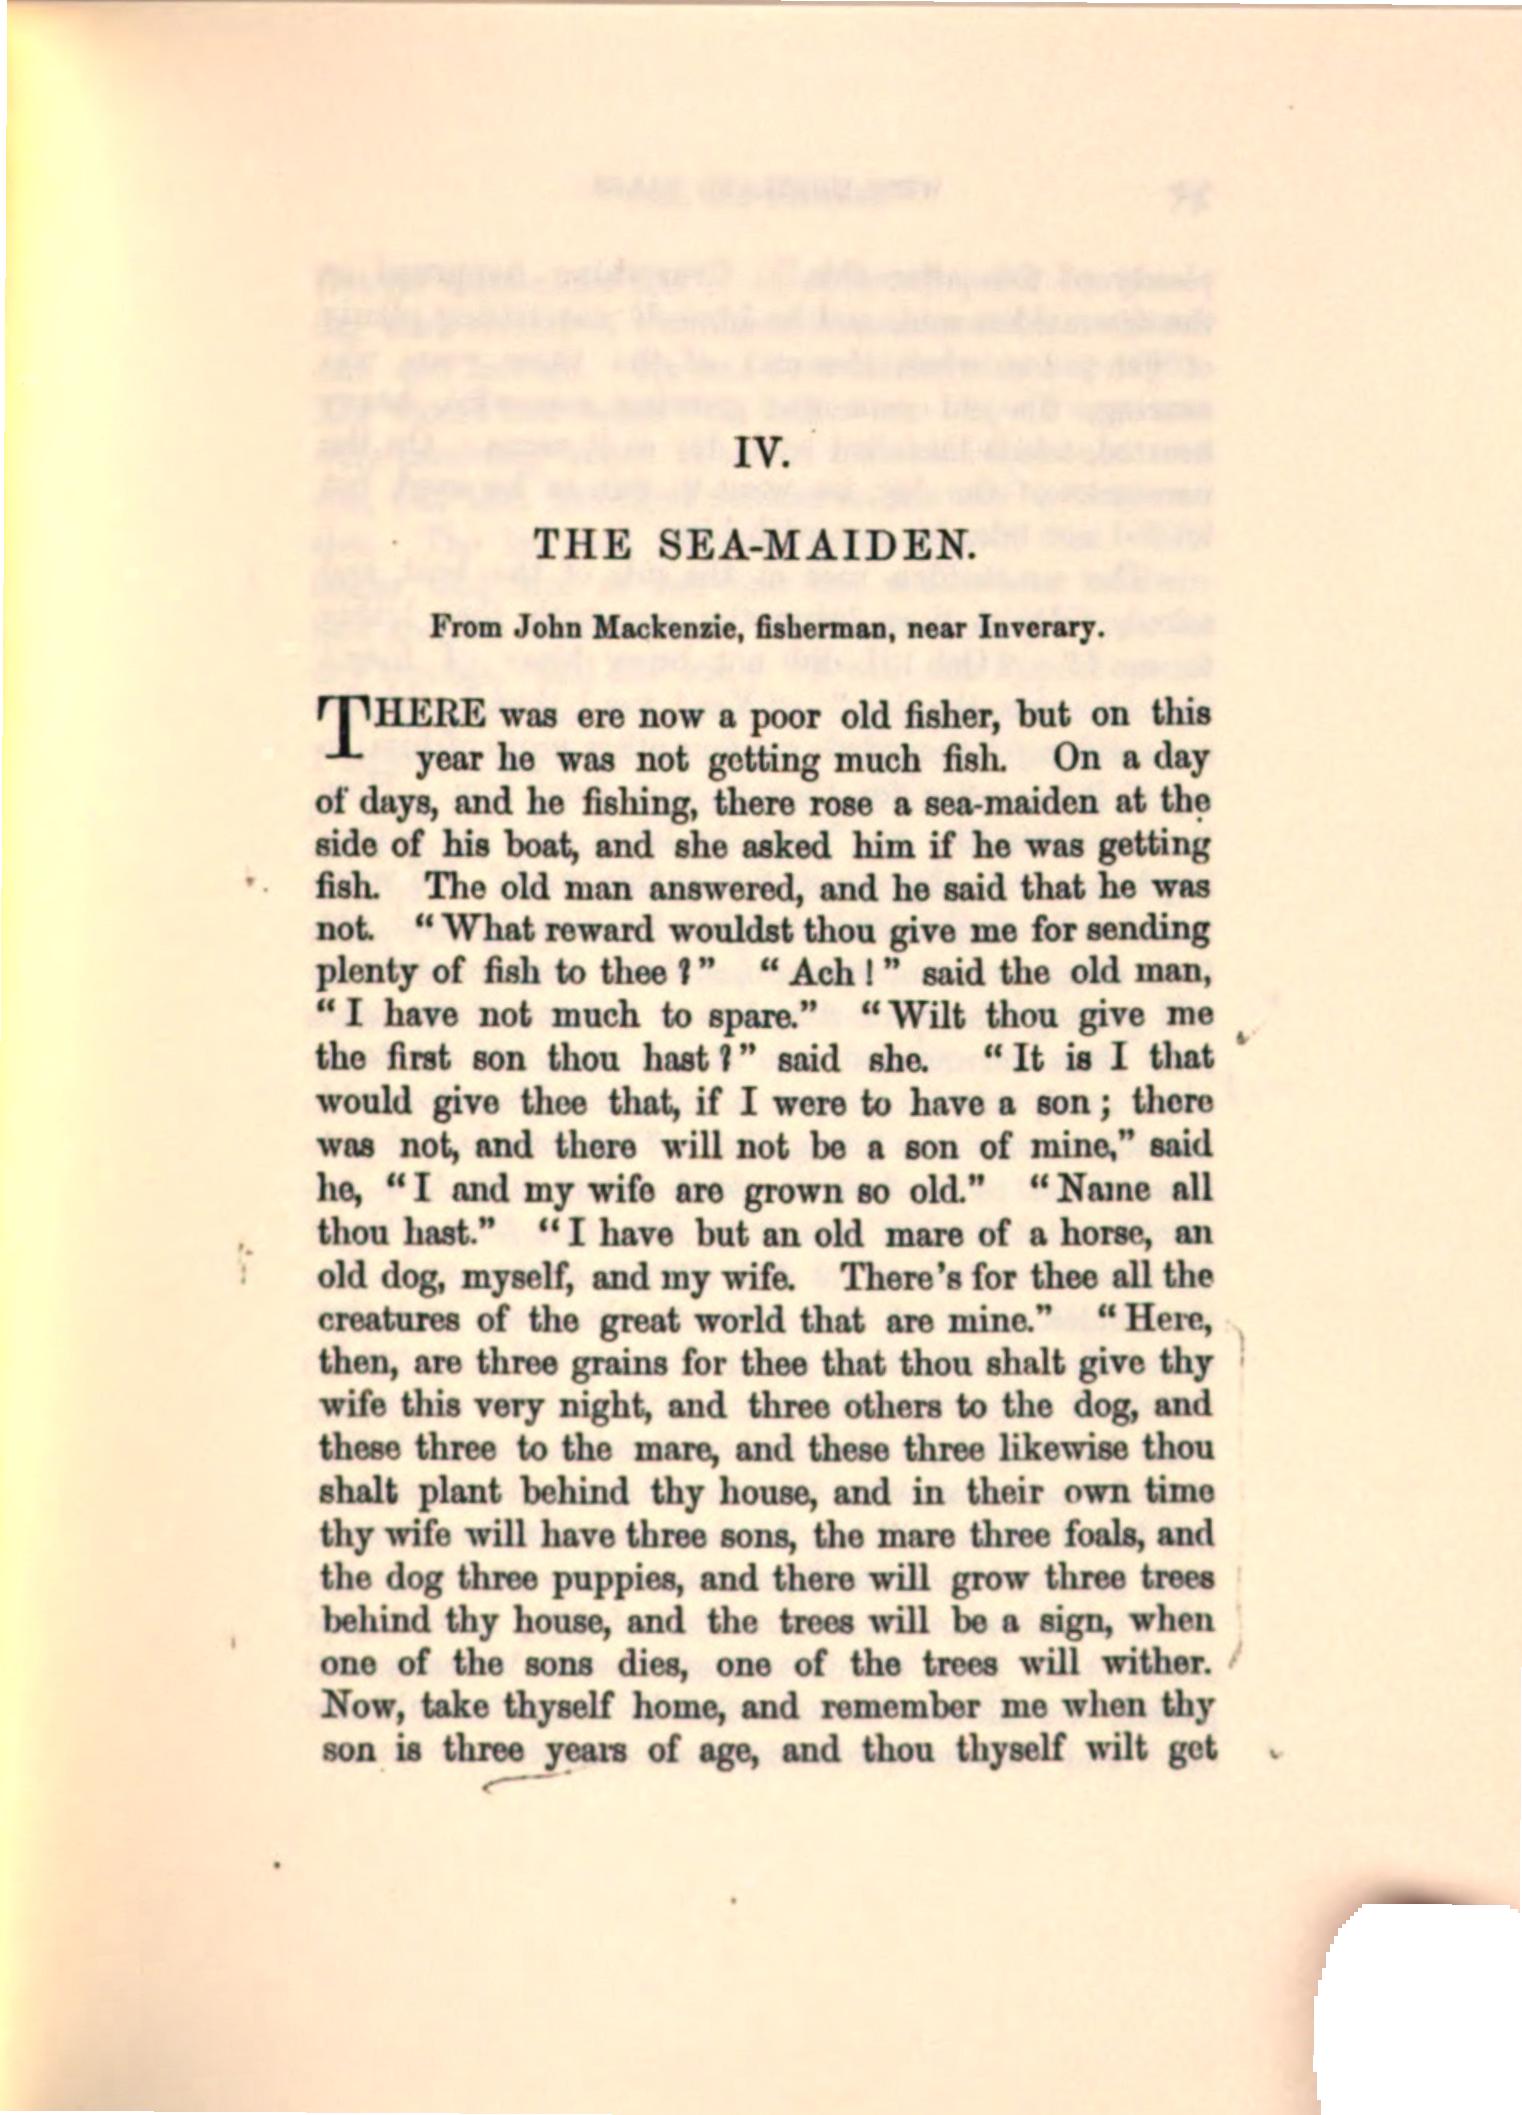 IV.
THE SEA-MAIDEN.
From John Mackenzie, fisherman, near Inverary.
THERE was ere now a poor old fisher, but on this
year he was not getting much fish. On a day
of days, and he fishing, there rose a sea-maiden at the
side of his boat, and she asked him if he was getting
fish. The old man answered, and he said that he was
not. “What reward wouldst thou give me for sending
plenty of fish to thee?” “Ach!” said the old man,
“I have not much to spare.” “Wilt thou give me
the first son thou hast?” said she. “It is I that
would give thee that, if I were to have a son; there
was not, and there will not be a son of mine,” said
he, “I and my wife are grown so old.” “Name all
thou hast.” “I have but an old mare of a horse, an
old dog, myself, and my wife. There’s for thee all the
creatures of the great world that are mine.” “Here,
then, are three grains for thee that thou shalt give thy
wife this very night, and three others to the dog, and
these three to the mare, and these three likewise thou
shalt plant behind thy house, and in their own time
thy wife will have three sons, the mare three foals, and
the dog three puppies, and there will grow three trees
behind thy house, and the trees will be a sign, when
one of the sons dies, one of the trees will wither.
Now, take thyself home, and remember me when thy
son is three years of age, and thou thyself wilt get